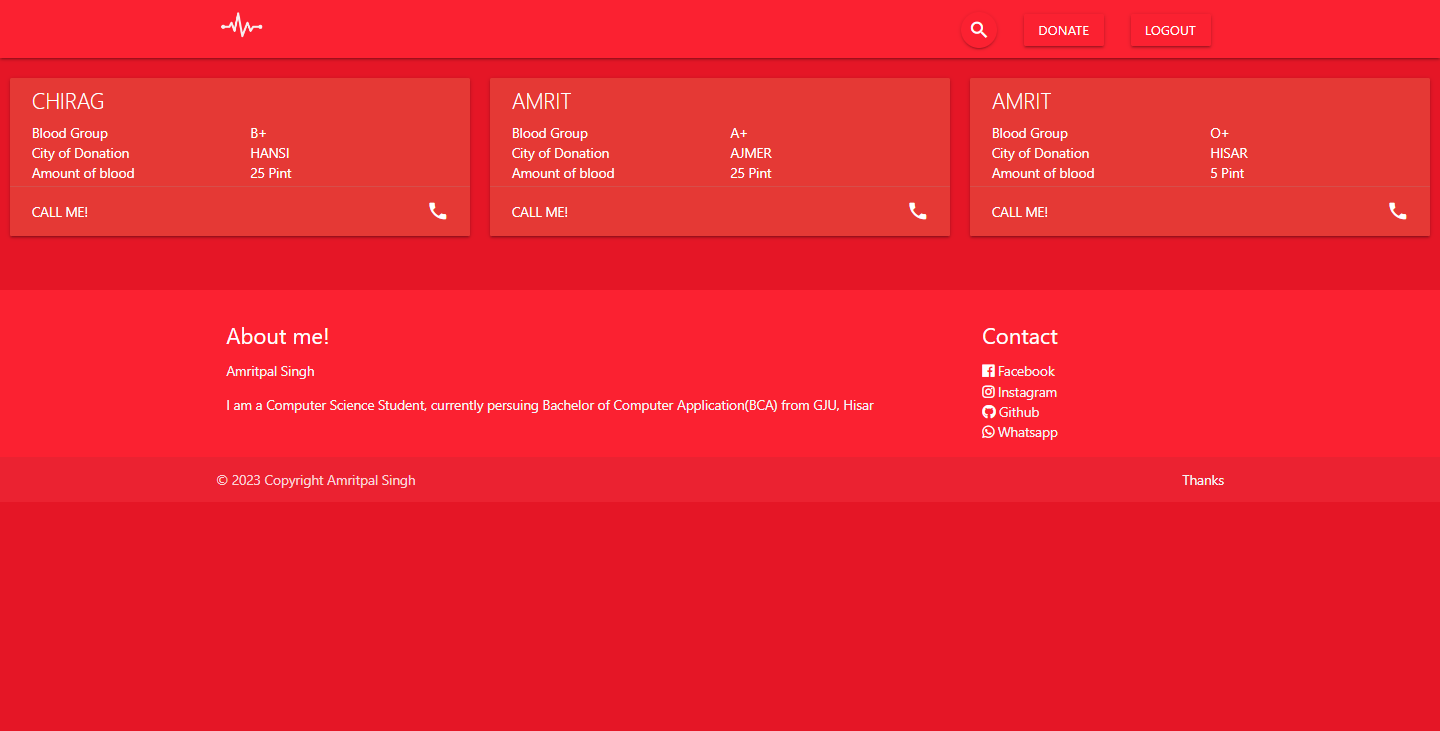 DONATE LOGOUT
CHIRAG
Blood Group B+
City of Donation HANSI
Amount of blood 25 Pint
CALL ME!
AMRIT
Blood Group A+
City of Donation AJMER
Amount of blood 25 Pint
CALL ME!
AMRIT
Blood Group O+
City of Donation HISAR
Amount of blood 5 Pint
CALL ME!
About me!
Amritpal Singh
I am a Computer Science Student, currently persuing Bachelor of Computer Application(BCA) from GJU, Hisar
Contact
Facebook
Instagram
Github
Whatsapp
© 2023 Copyright Amritpal Singh Thanks